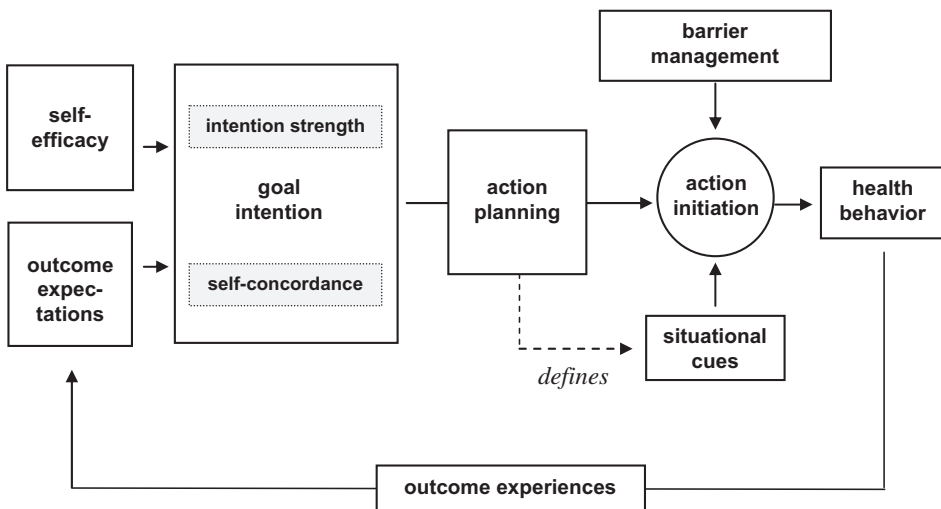 barrier
management
self-
efficacy
intention strength
goal
intention
action
planning
action
initiation
health
behavior
outcome
expec-
tations
self-concordance
situational
cues
defines
outcome experiences